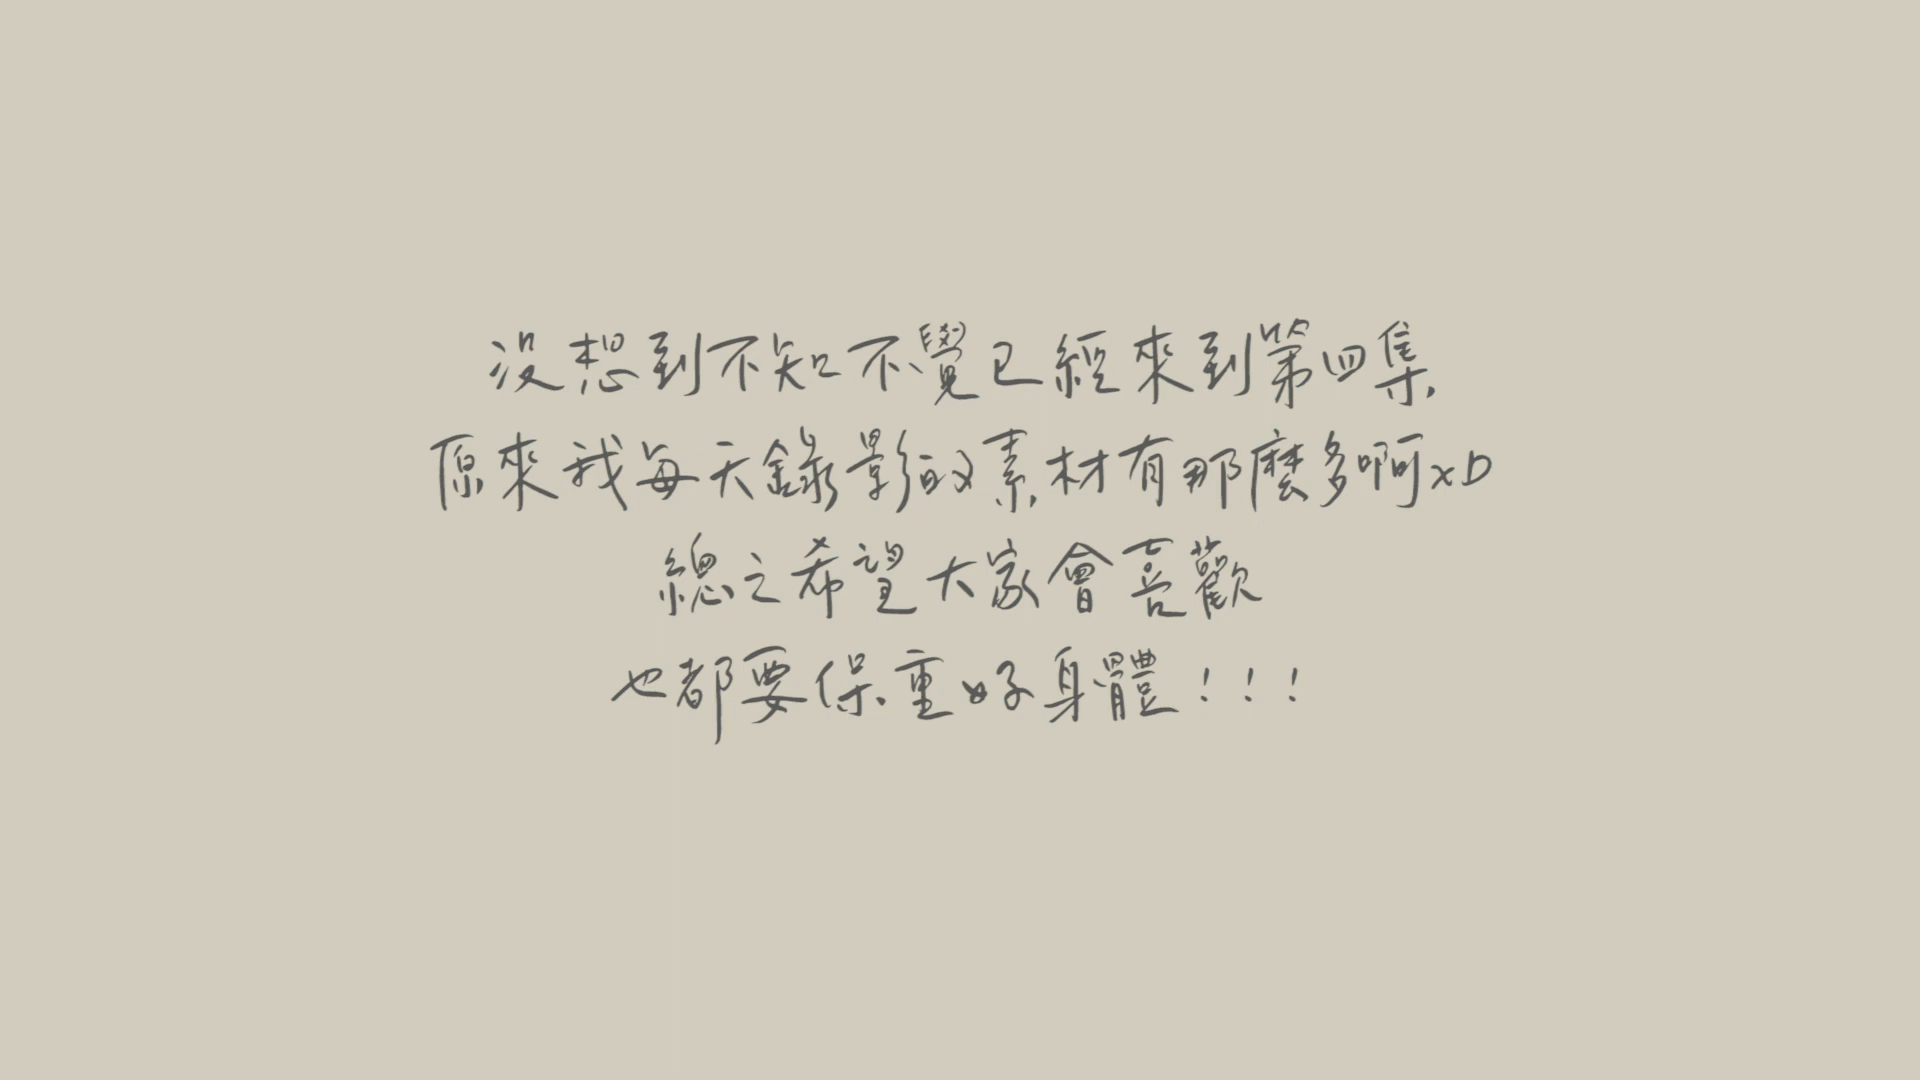 沒想到不知不覺已經來到第四集
原來我每天錄影的素材有那麼多啊xD
總之希望大家會喜歡
也都要保重好身體！！！